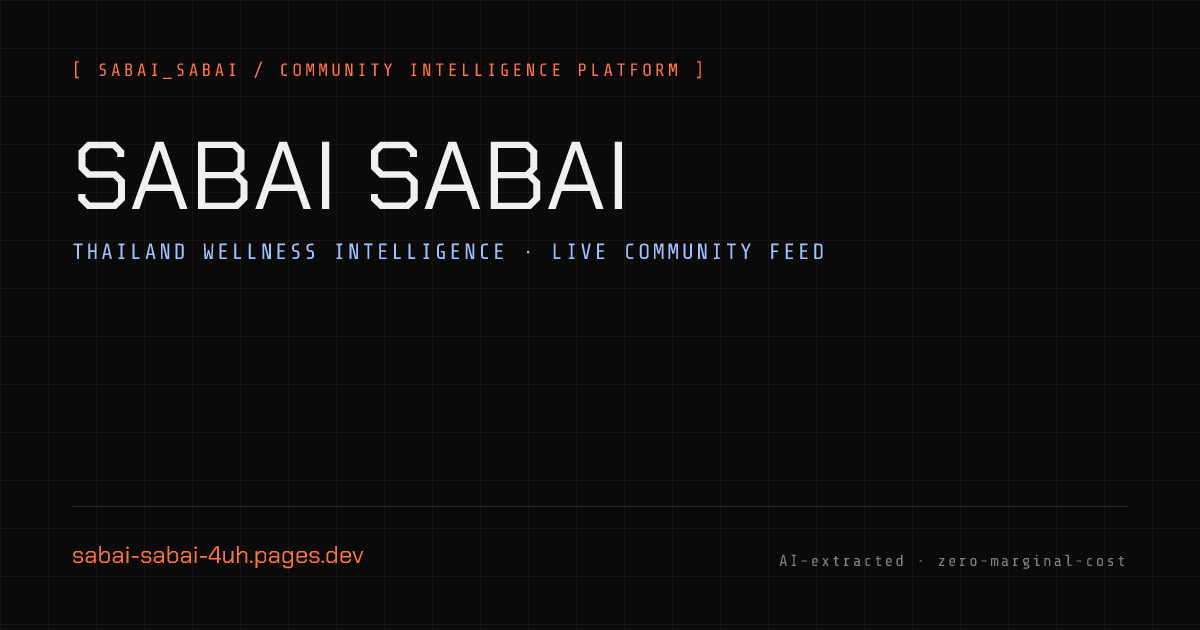 [ SABAI_SABAI / COMMUNITY INTELLIGENCE PLATFORM ]
SABAI SABAI
THAILAND WELLNESS INTELLIGENCE · LIVE COMMUNITY FEED
sabai-sabai-4uh.pages.dev
AI-extracted · zero-marginal-cost